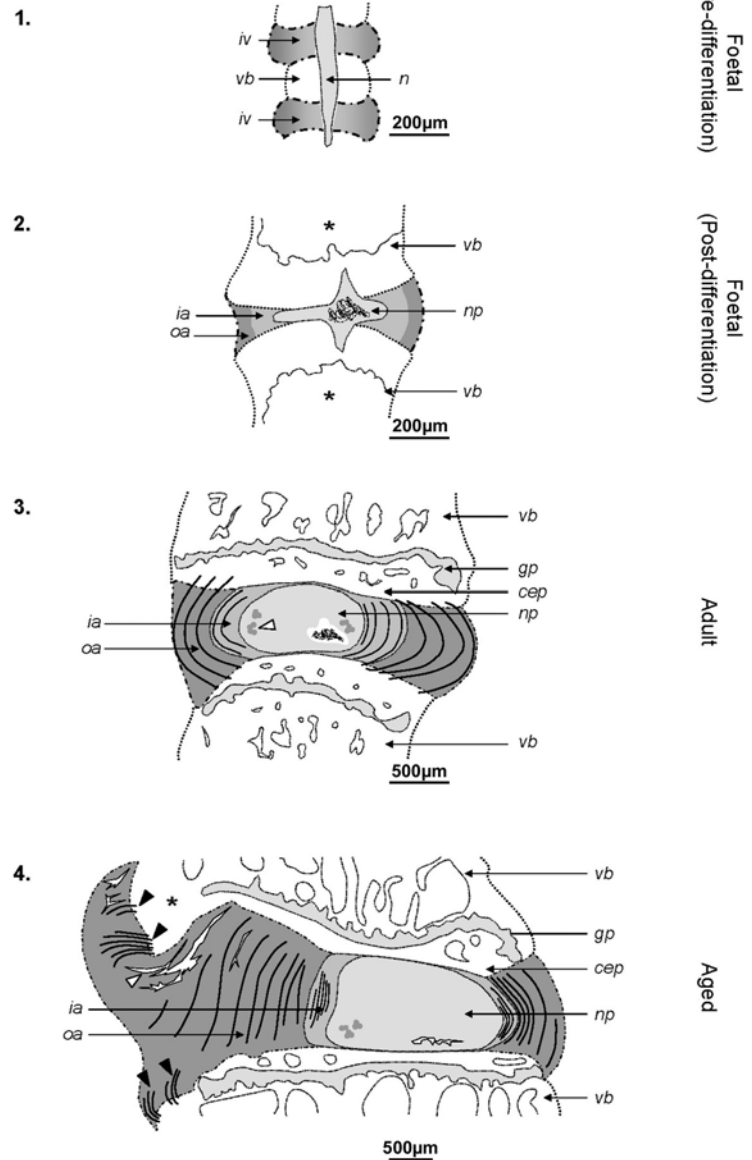 1.
iv
vb
n
iv
200µm
Foetal
e-differentiation)
2.
*
vb
ia
np
oa
*
vb
200µm
Foetal
(Post-differentiation)
3.
vb
gp
cep
np
ia
oa
vb
500µm
Adult
4.
*
vb
gp
cep
np
ia
oa
vb
500µm
Aged